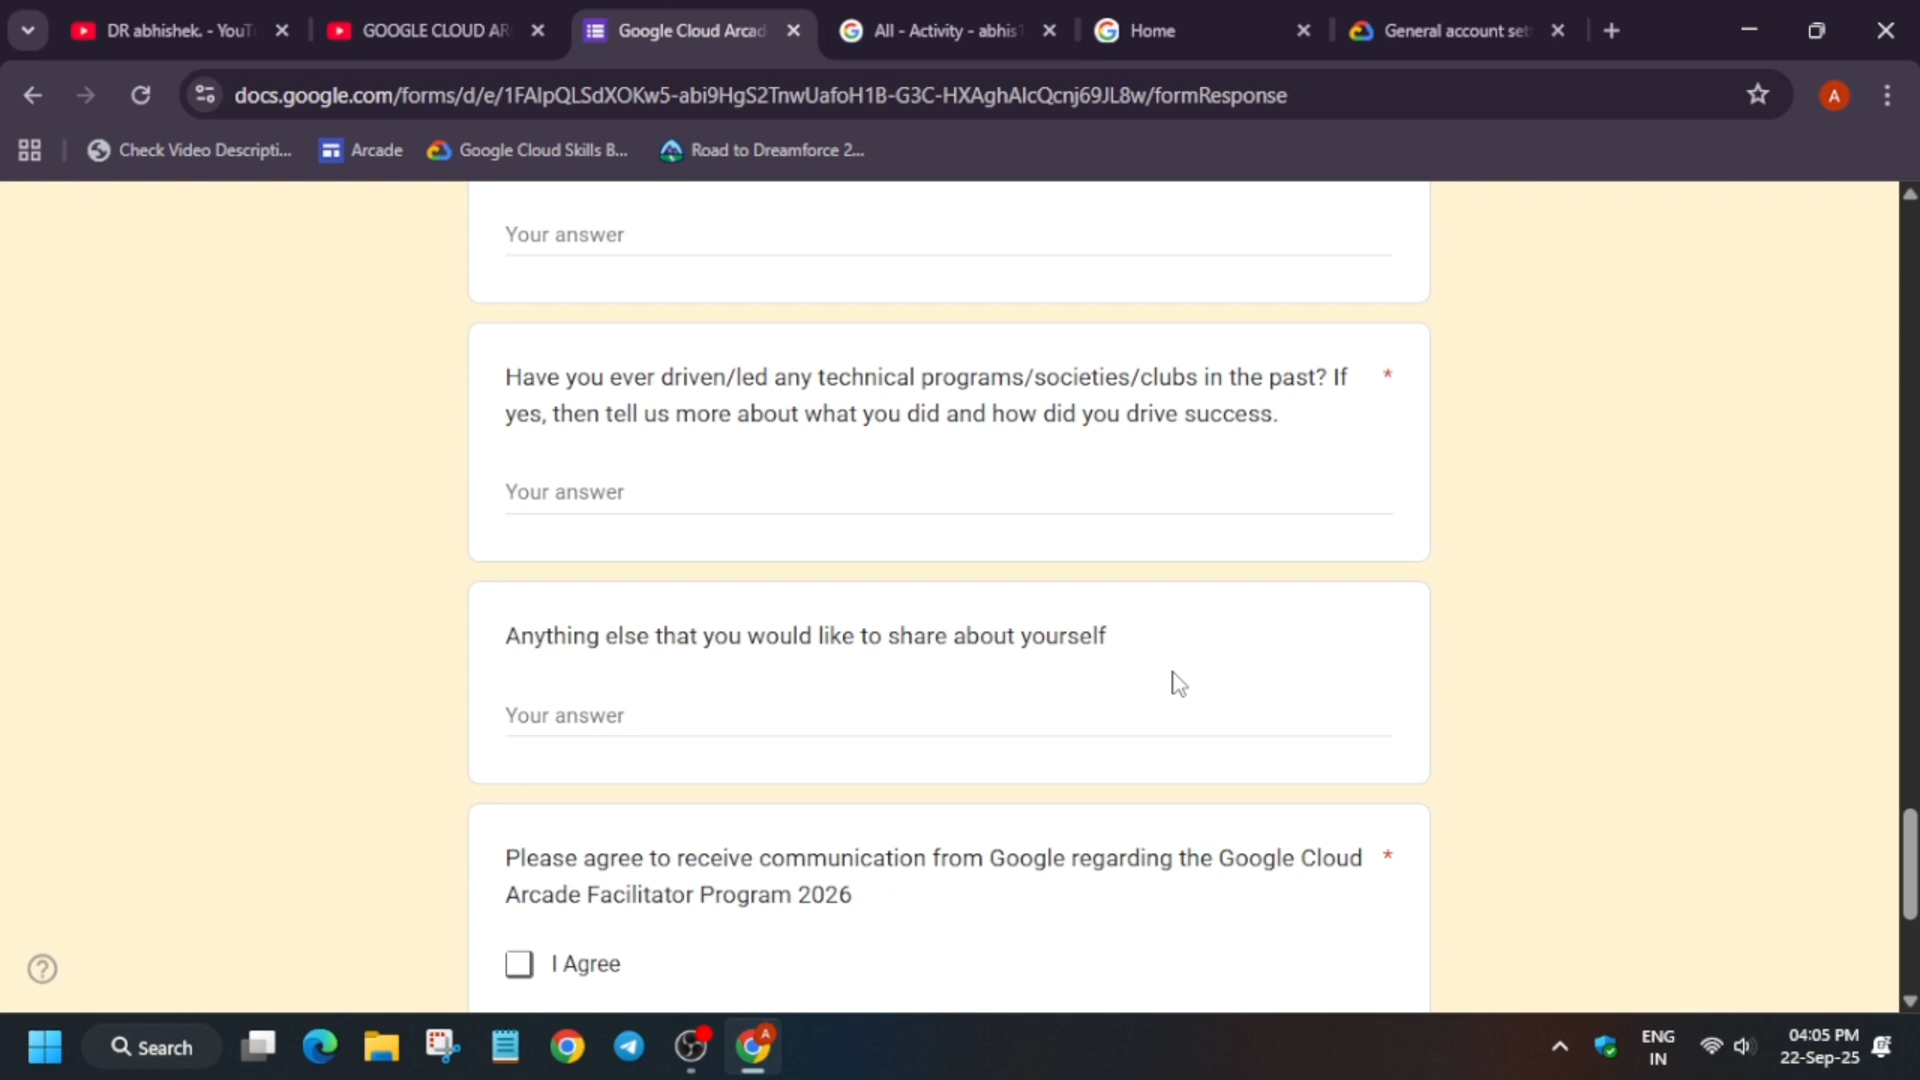 DR abhishek. - YouT
GOOGLE CLOUD AR
Google Cloud Arcad
All - Activity - abhis
Home
General account set
docs.google.com/forms/d/e/1FAIpQLSdXOKw5-abi9HgS2TnwUafoH1B-G3C-HXAghAlcQcnj69JL8w/formResponse
A
Check Video Descripti...
Arcade
Google Cloud Skills B...
Road to Dreamforce 2...
Your answer
Have you ever driven/led any technical programs/societies/clubs in the past? If *
yes, then tell us more about what you did and how did you drive success.
Your answer
Anything else that you would like to share about yourself
Your answer
Please agree to receive communication from Google regarding the Google Cloud *
Arcade Facilitator Program 2026
I Agree
Search
A
ENG
IN
04:05 PM
22-Sep-25